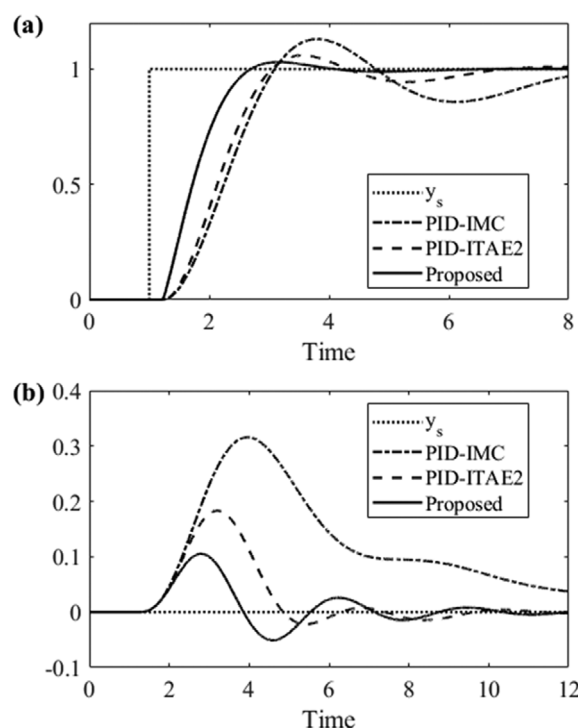 (a)
1
0.5
0
y_s
PID-IMC
PID-ITAE2
Proposed
0 2 4 6 8
Time
(b)
0.4
0.3
0.2
0.1
0
-0.1
y_s
PID-IMC
PID-ITAE2
Proposed
0 2 4 6 8 10 12
Time